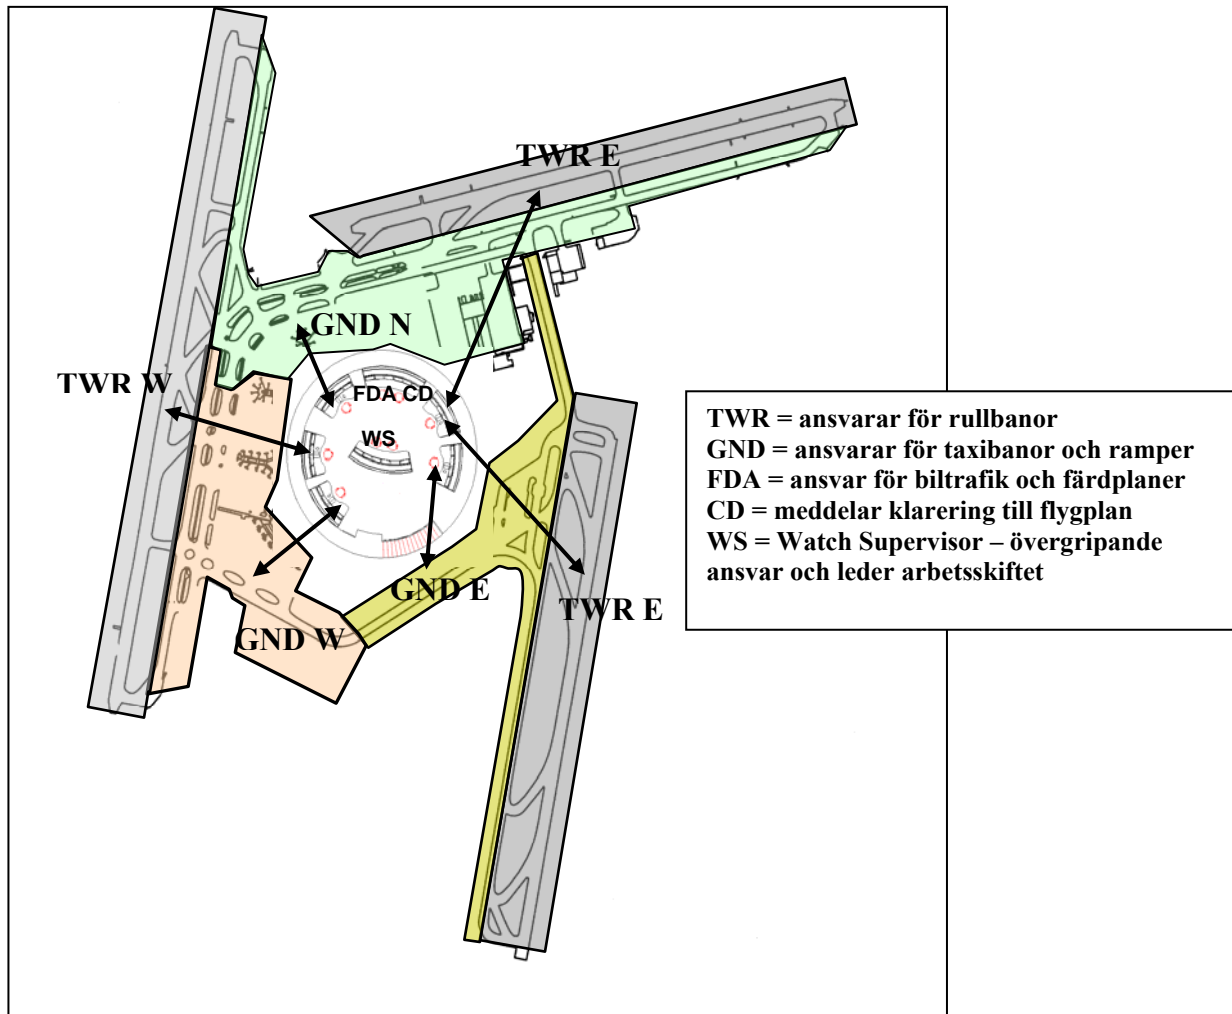 TWR E
GND N
TWR W
FDA CD
WS
GND E
TWR E
GND W
TWR = ansvarar för rullbanor
GND = ansvarar för taxibanor och ramper
FDA = ansvar för biltrafik och färdplaner
CD = meddelar klarering till flygplan
WS = Watch Supervisor – övergripande
ansvar och leder arbetsskiftet